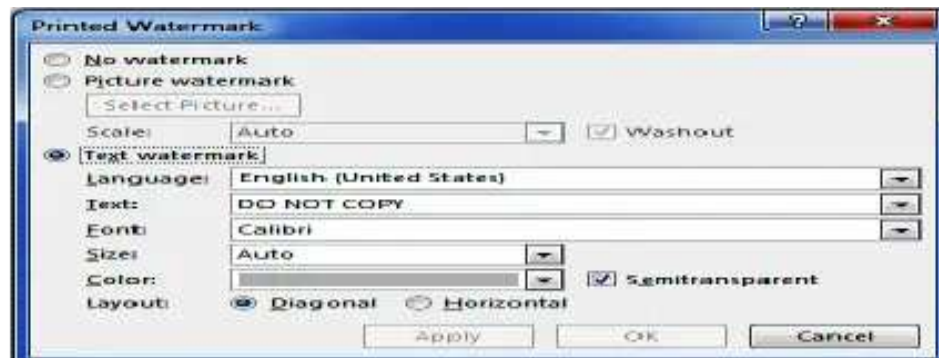 Printed Watermark
No watermark
Picture watermark
Select Picture...
Scale: Auto Washout
Text watermark
Language: English (United States)
Text: DO NOT COPY
Font: Calibri
Size: Auto
Color: Semitransparent
Layout: Diagonal Horizontal
Apply OK Cancel